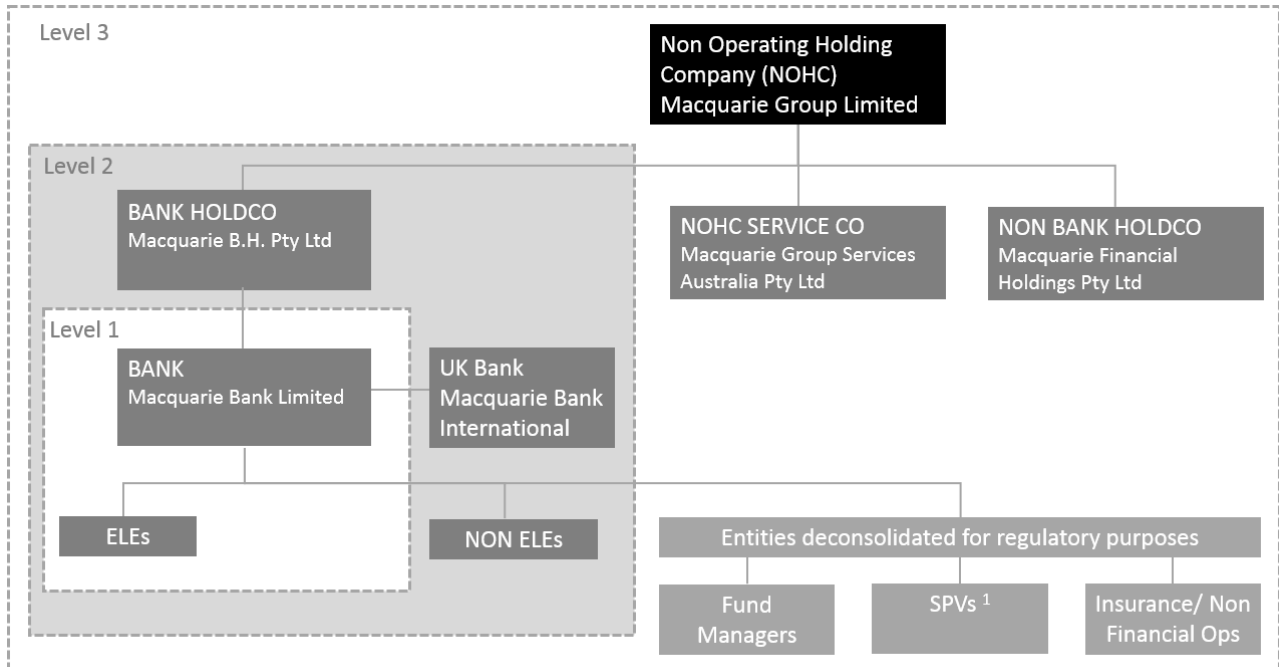 Level 3
Non Operating Holding
Company (NOHC)
Macquarie Group Limited
Level 2
BANK HOLDCO
Macquarie B.H. Pty Ltd
NOHC SERVICE CO
Macquarie Group Services
Australia Pty Ltd
NON BANK HOLDCO
Macquarie Financial
Holdings Pty Ltd
Level 1
BANK
Macquarie Bank Limited
UK Bank
Macquarie Bank
International
ELEs
NON ELEs
Entities deconsolidated for regulatory purposes
Fund
Managers
SPVs ¹
Insurance/ Non
Financial Ops